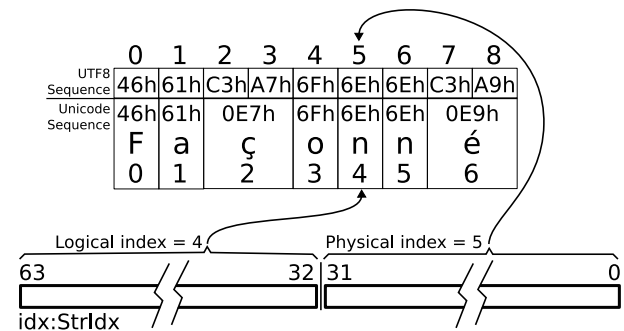 0 1 2 3 4 5 6 7 8
UTF8
Sequence 46h 61h C3h A7h 6Fh 6Eh 6Eh C3h A9h
Unicode
Sequence 46h 61h 0E7h 6Fh 6Eh 6Eh 0E9h
F a ç o n n é
0 1 2 3 4 5 6
Logical index = 4 Physical index = 5
63 32 31 0
idx:StrIdx